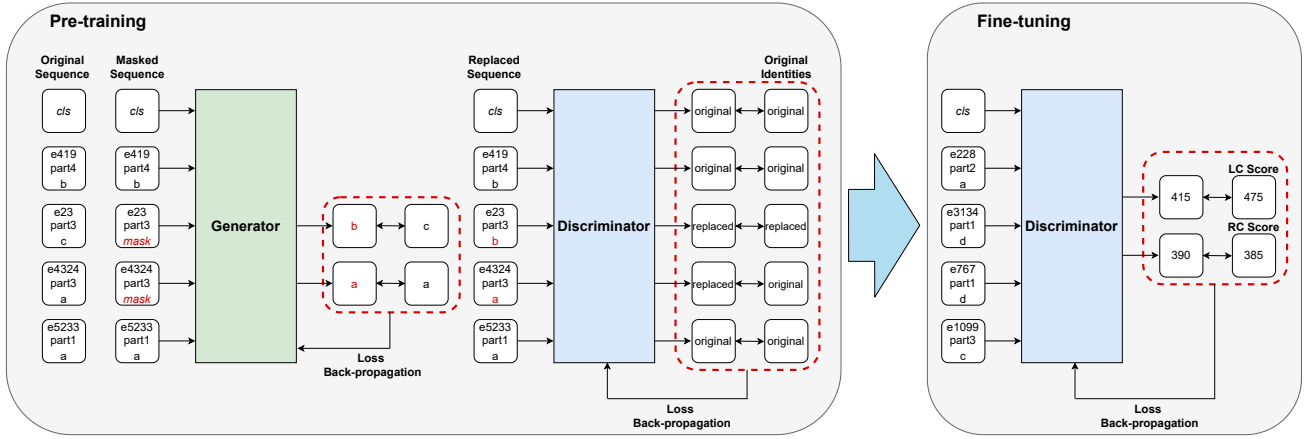 Pre-training
Original
Sequence
Masked
Sequence
cls
cls
e419
part4
b
e419
part4
b
e23
part3
c
e23
part3
mask
e4324
part3
a
e4324
part3
mask
e5233
part1
a
e5233
part1
a
Generator
b
c
a
a
Loss
Back-propagation
Replaced
Sequence
cls
e419
part4
b
e23
part3
b
e4324
part3
a
e5233
part1
a
Discriminator
Original
Identities
original
original
original
original
replaced
replaced
replaced
original
original
original
Loss
Back-propagation
Fine-tuning
cls
e228
part2
a
e3134
part1
d
e767
part1
d
e1099
part3
c
Discriminator
LC Score
415
475
RC Score
390
385
Loss
Back-propagation